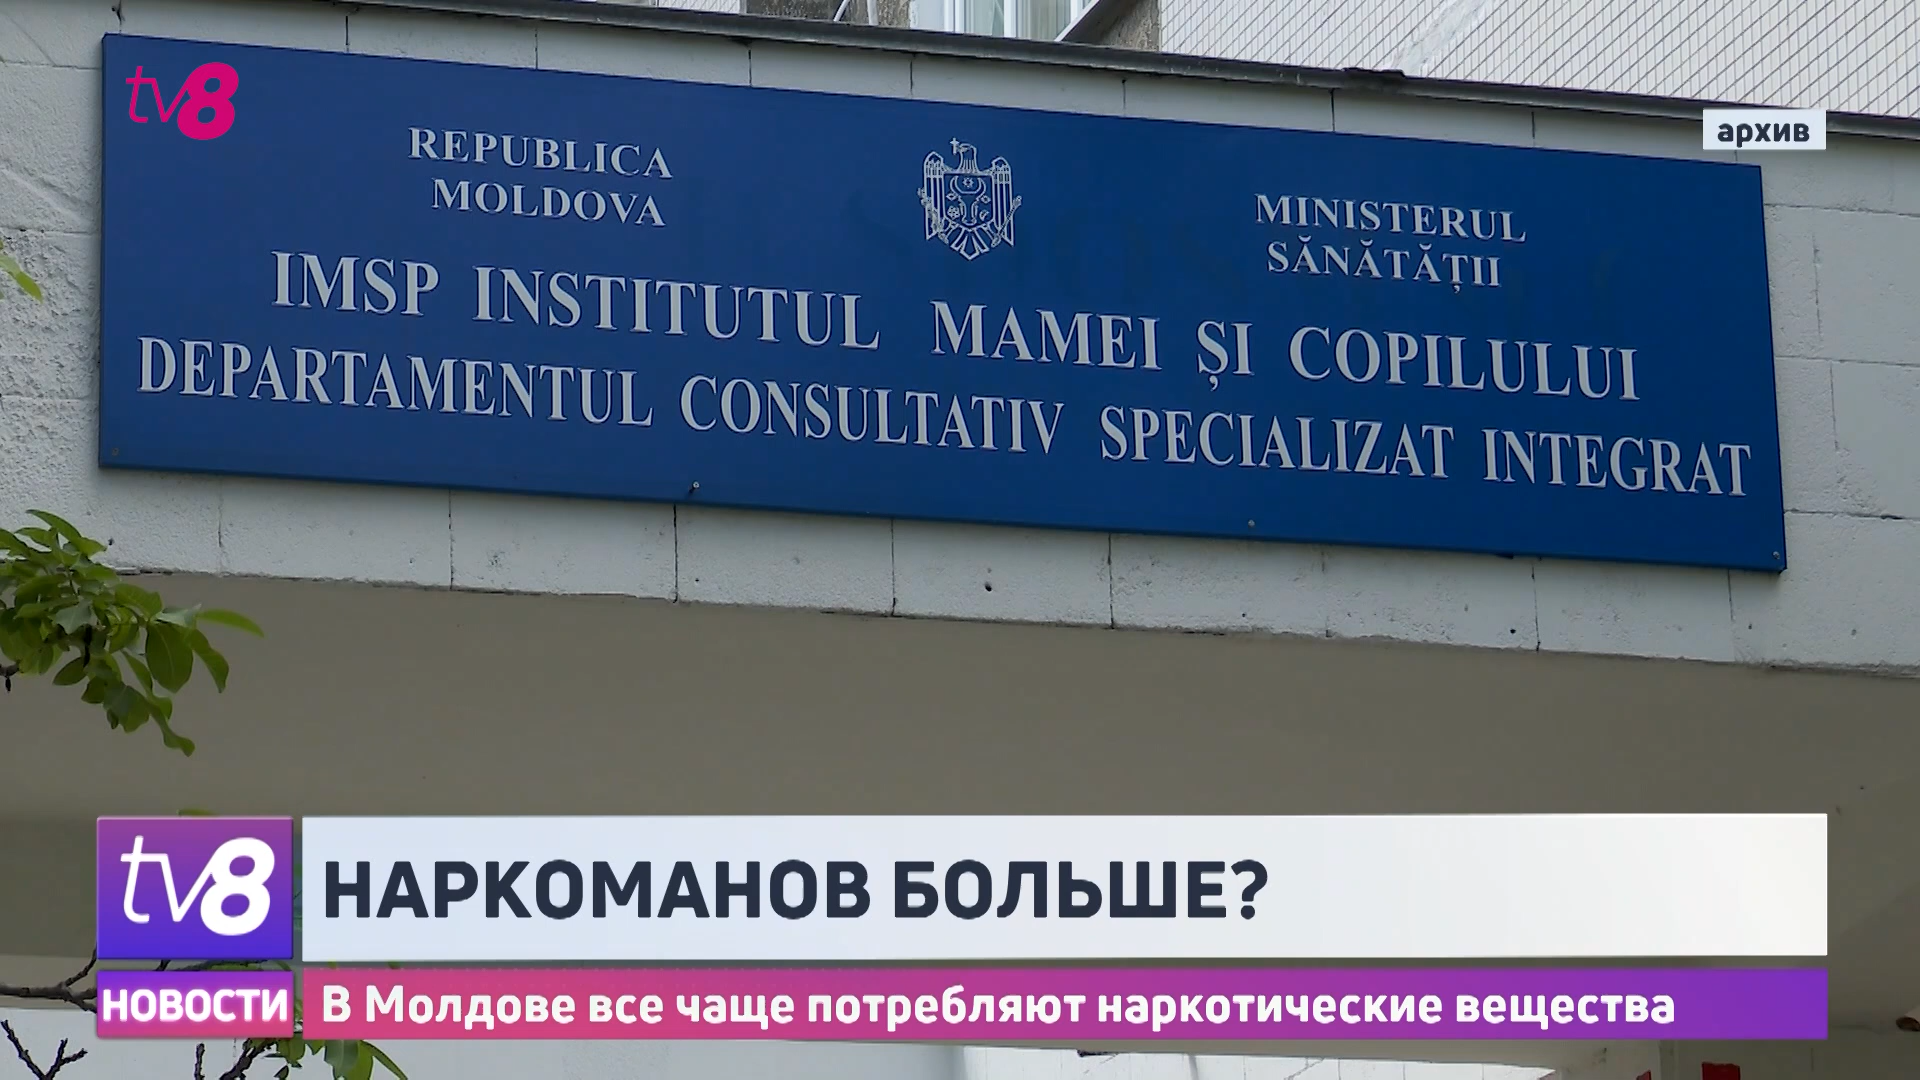 tv8
архив
REPUBLICA
MOLDOVA
MINISTERUL
SĂNĂTĂȚII
IMSP INSTITUTUL MAMEI ȘI COPILULUI
DEPARTAMENTUL CONSULTATIV SPECIALIZAT INTEGRAT
tv8
НАРКОМАНОВ БОЛЬШЕ?
НОВОСТИ
В Молдове все чаще потребляют наркотические вещества